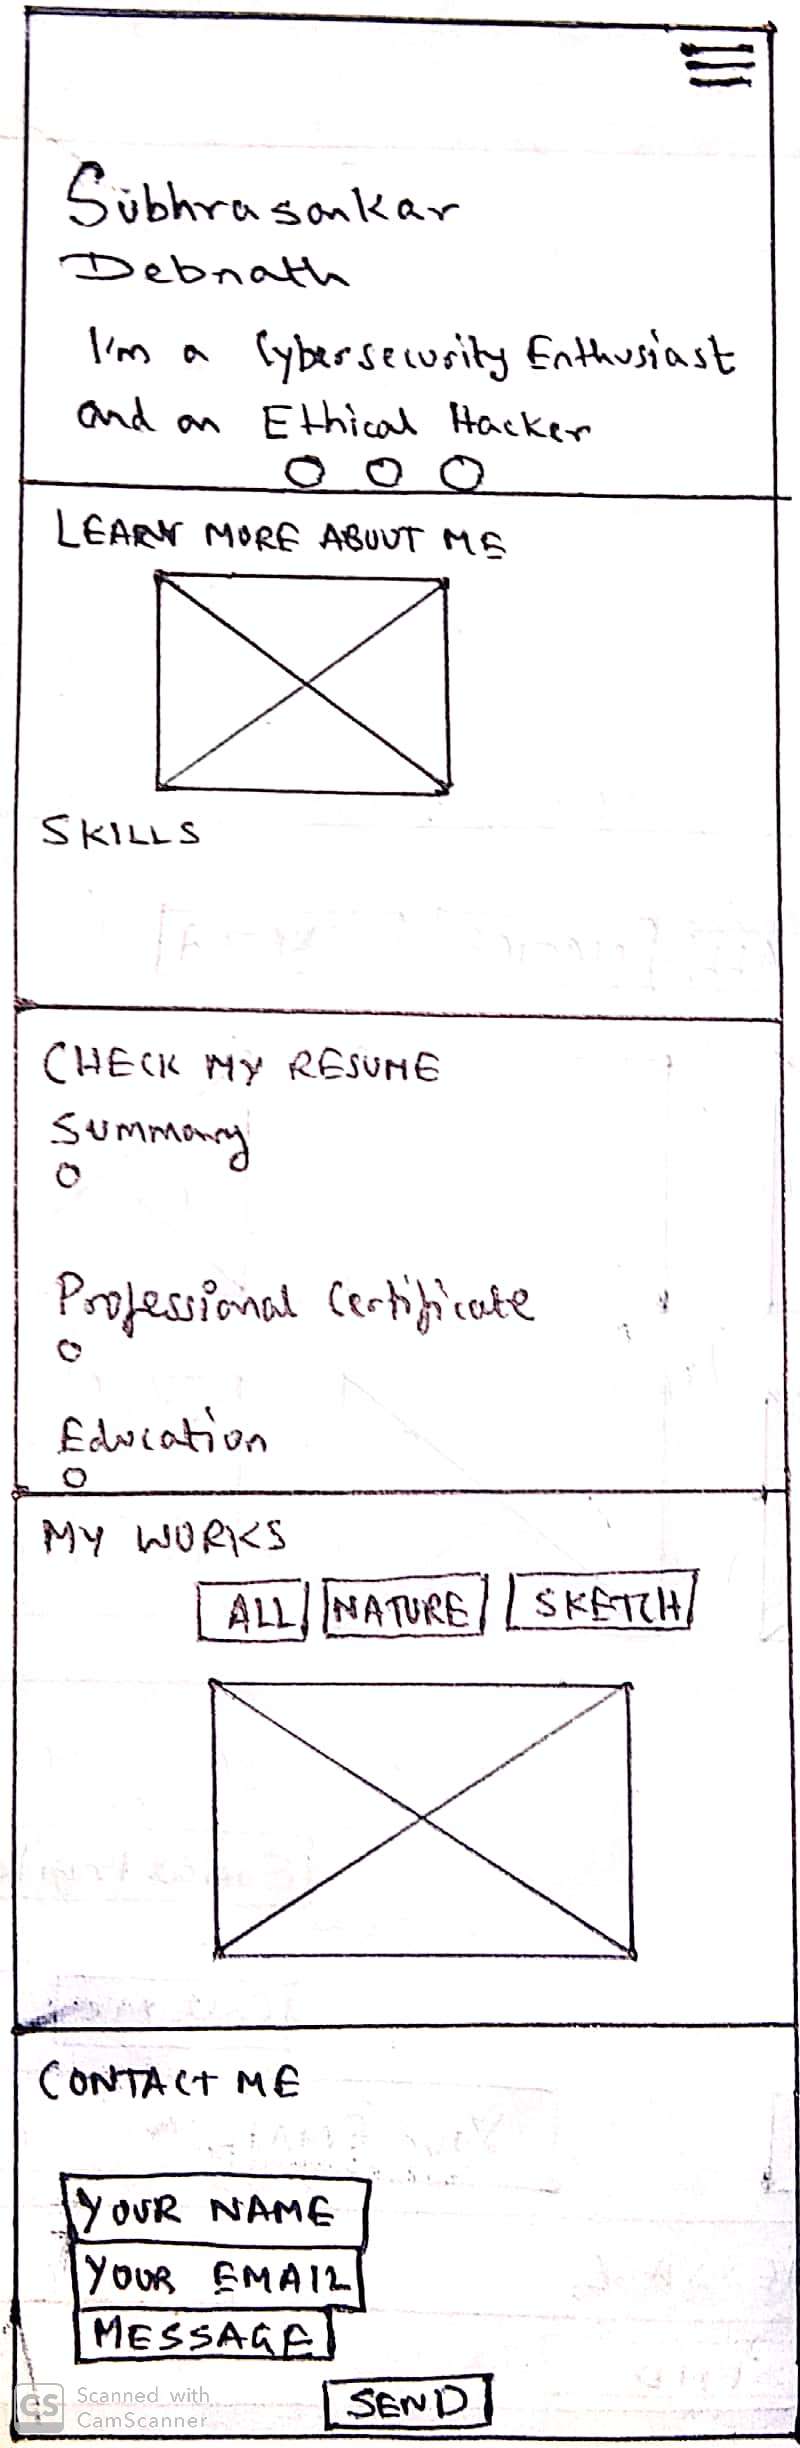 Subhrasankar
Debnath
I'm a Cybersecurity Enthusiast
and an Ethical Hacker
LEARN MORE ABOUT ME
SKILLS
CHECK MY RESUME
Summary
Professional Certificate
Education
MY WORKS
ALL NATURE SKETCH
CONTACT ME
YOUR NAME
YOUR EMAIL
MESSAGE
SEND
CS Scanned with
CamScanner